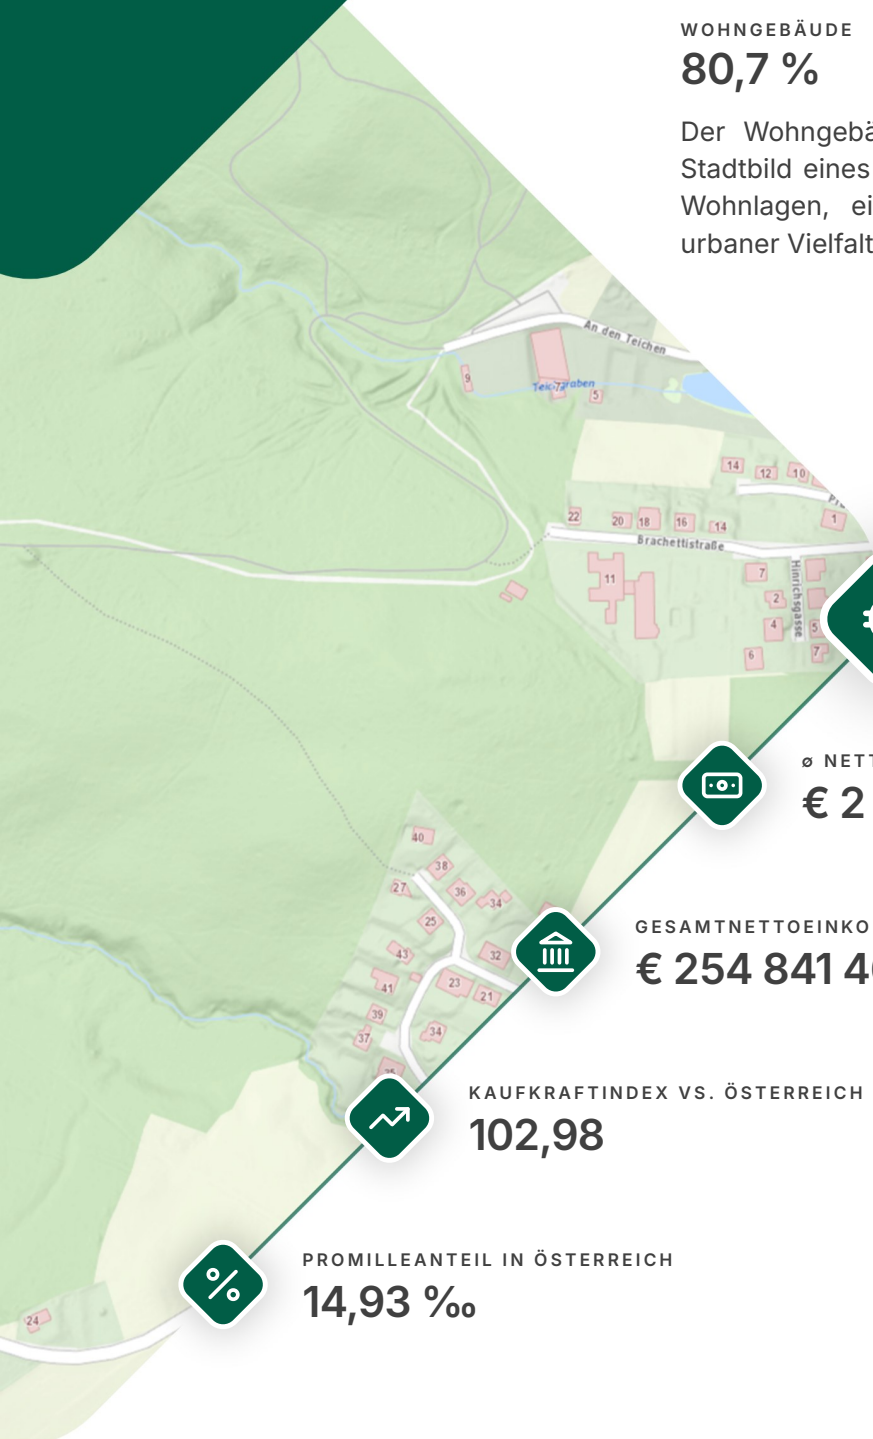 WOHNGEBÄUDE
80,7 %
Der Wohngebä
Stadtbild eines
Wohnlagen, ei
urbaner Vielfalt
An den Teichen
9
7
5
14
12
10
22
20
18
16
14
1
Brachettistraße
11
7
Hinrichsgasse
2
4
5
6
7
ø NETT
€ 2
40
38
27
36
34
25
GESAMTNETTOEINKO
€ 254 841 4
43
32
41
23
21
39
37
34
KAUFKRAFTINDEX VS. ÖSTERREICH
102,98
PROMILLEANTEIL IN ÖSTERREICH
14,93 ‰
24